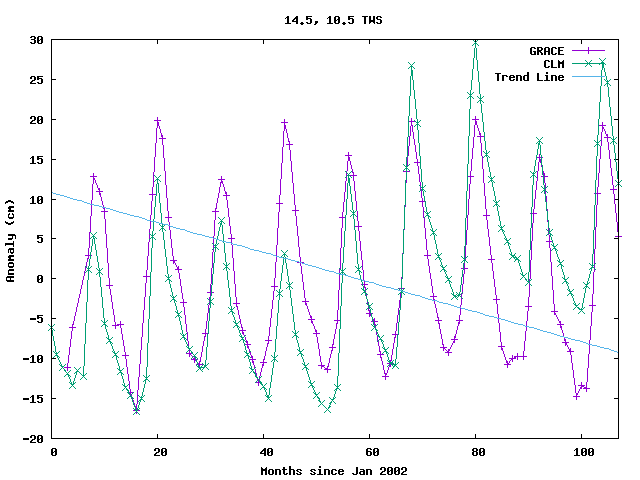 14.5, 10.5 TWS
GRACE
CLM
Trend Line
30
25
20
15
10
5
0
-5
-10
-15
-20
Anomaly (cm)
0 20 40 60 80 100
Months since Jan 2002